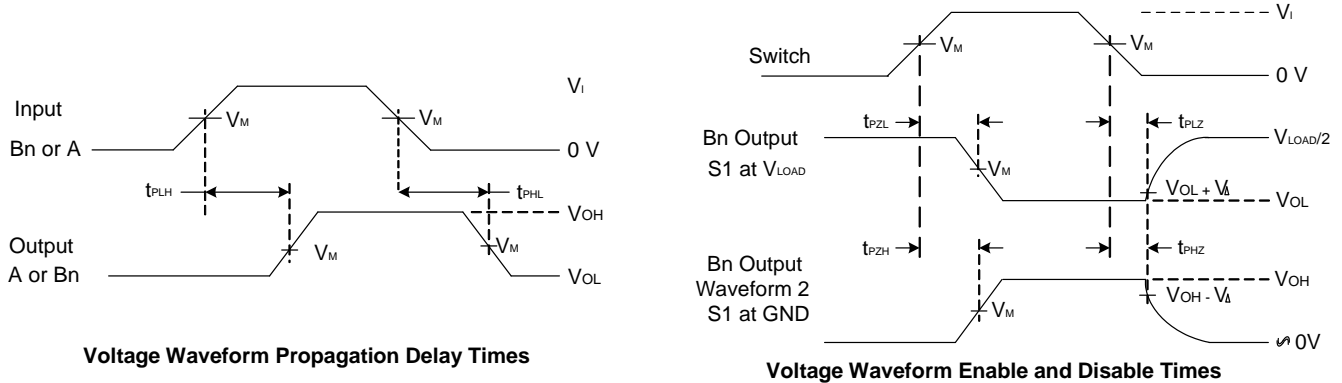 Input
Bn or A
VM
VM
VI
0 V
tPLH
tPHL
Output
A or Bn
VM
VM
VOH
VOL
Voltage Waveform Propagation Delay Times
Switch
VM
VM
VI
0 V
Bn Output
S1 at VLOAD
tPZL
VM
tPLZ
VLOAD/2
VOL + VΔ
VOL
Bn Output
Waveform 2
S1 at GND
tPZH
VM
tPHZ
VOH
VOH - VΔ
0V
Voltage Waveform Enable and Disable Times